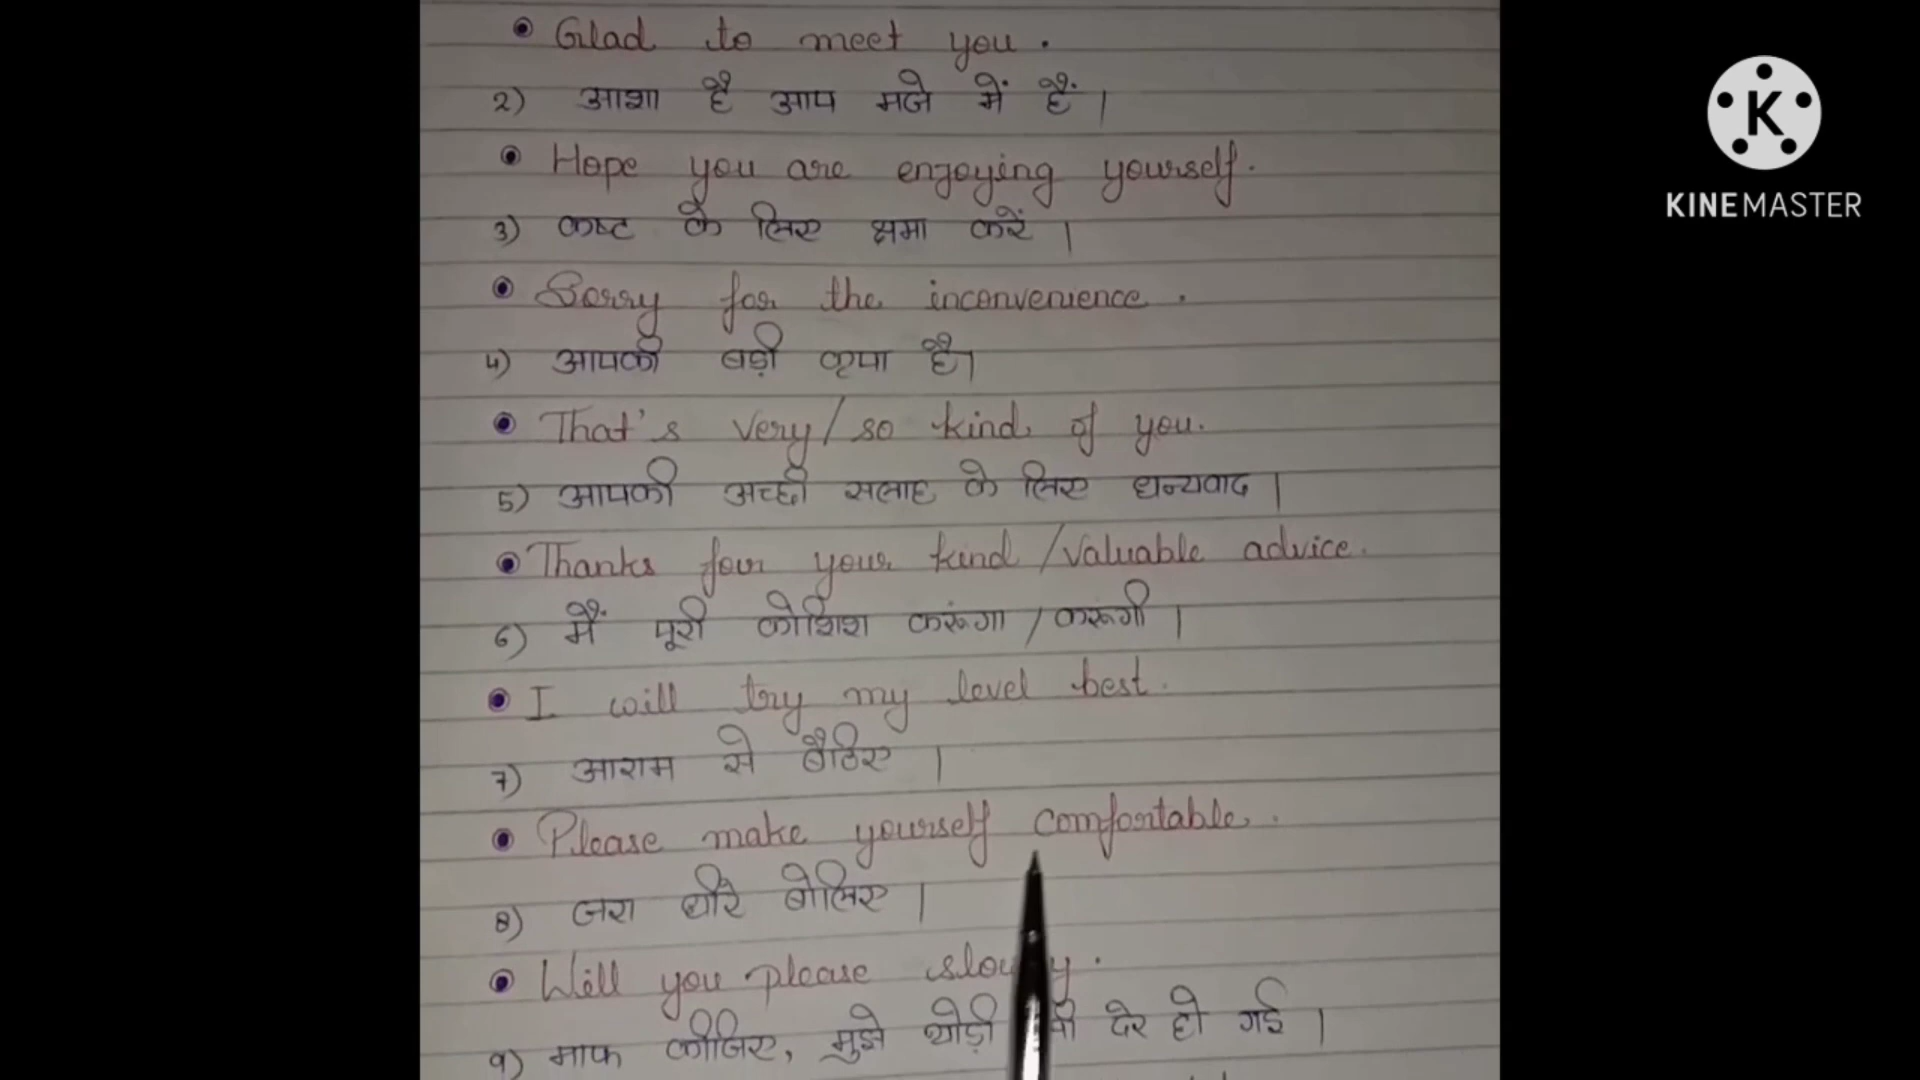 • Glad to meet you.
2) आशा है आप मजे में हैं।
• Hope you are enjoying yourself.
3) कष्ट के लिए क्षमा करें।
• Sorry for the inconvenience.
4) आपकी बड़ी कृपा है।
• That's very/so kind of you.
5) आपकी अच्छी सलाह के लिए धन्यवाद।
• Thanks for your kind/valuable advice.
6) मैं पूरी कोशिश करूंगा / करूंगी।
• I will try my level best.
7) आराम से बैठिए।
• Please make yourself comfortable.
8) जरा धीरे बोलिए।
• Will you please
9) माफ कीजिए, मुझे थोड़ी देर हो गई।
K
KINEMASTER